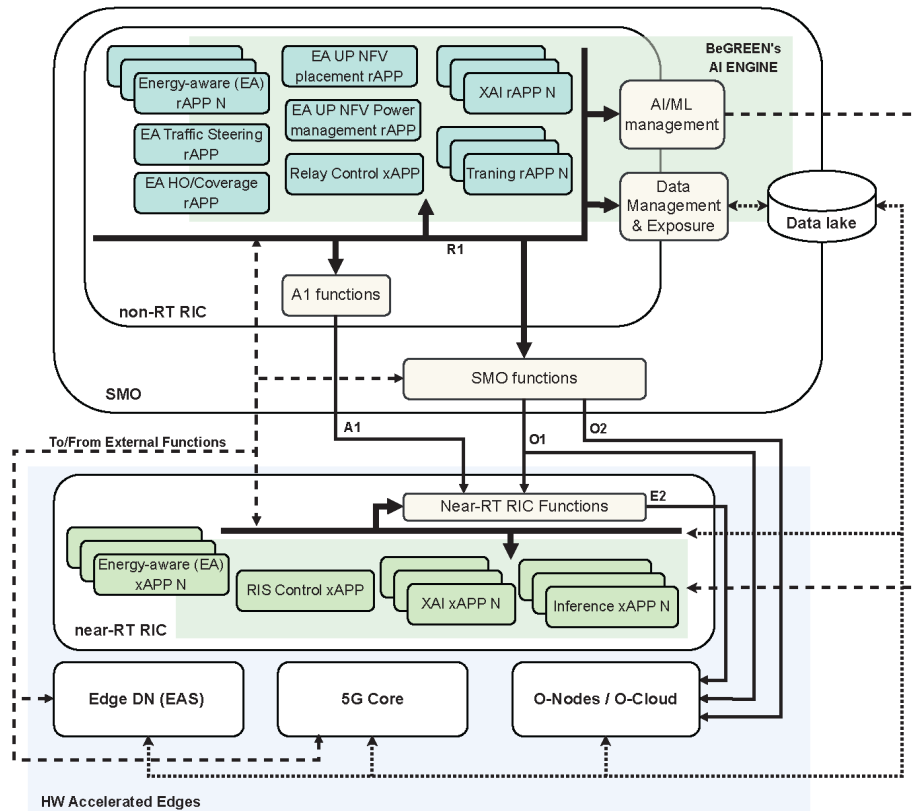 BeGREEN's
AI ENGINE
Energy-aware (EA)
rAPP N
EA UP NFV
placement rAPP
XAI rAPP N
AI/ML
management
EA Traffic Steering
rAPP
EA UP NFV Power
management rAPP
EA HO/Coverage
rAPP
Relay Control xAPP
Traning rAPP N
Data
Management
& Exposure
Data lake
R1
A1 functions
non-RT RIC
SMO functions
SMO
A1
O1
O2
To/From External Functions
Near-RT RIC Functions
E2
Energy-aware (EA)
xAPP N
RIS Control xAPP
XAI xAPP N
Inference xAPP N
near-RT RIC
Edge DN (EAS)
5G Core
O-Nodes / O-Cloud
HW Accelerated Edges